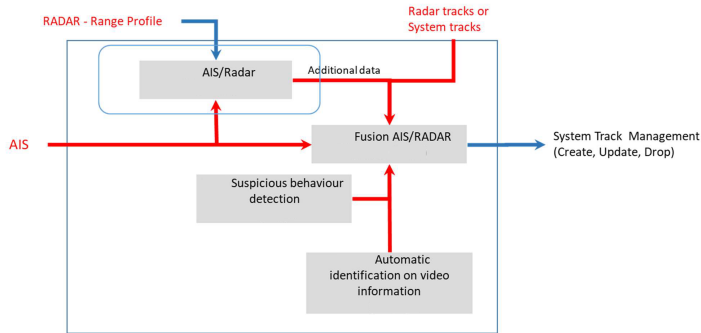 RADAR - Range Profile
Radar tracks or
System tracks
AIS/Radar
Additional data
AIS
Fusion AIS/RADAR
System Track Management
(Create, Update, Drop)
Suspicious behaviour
detection
Automatic
identification on video
information